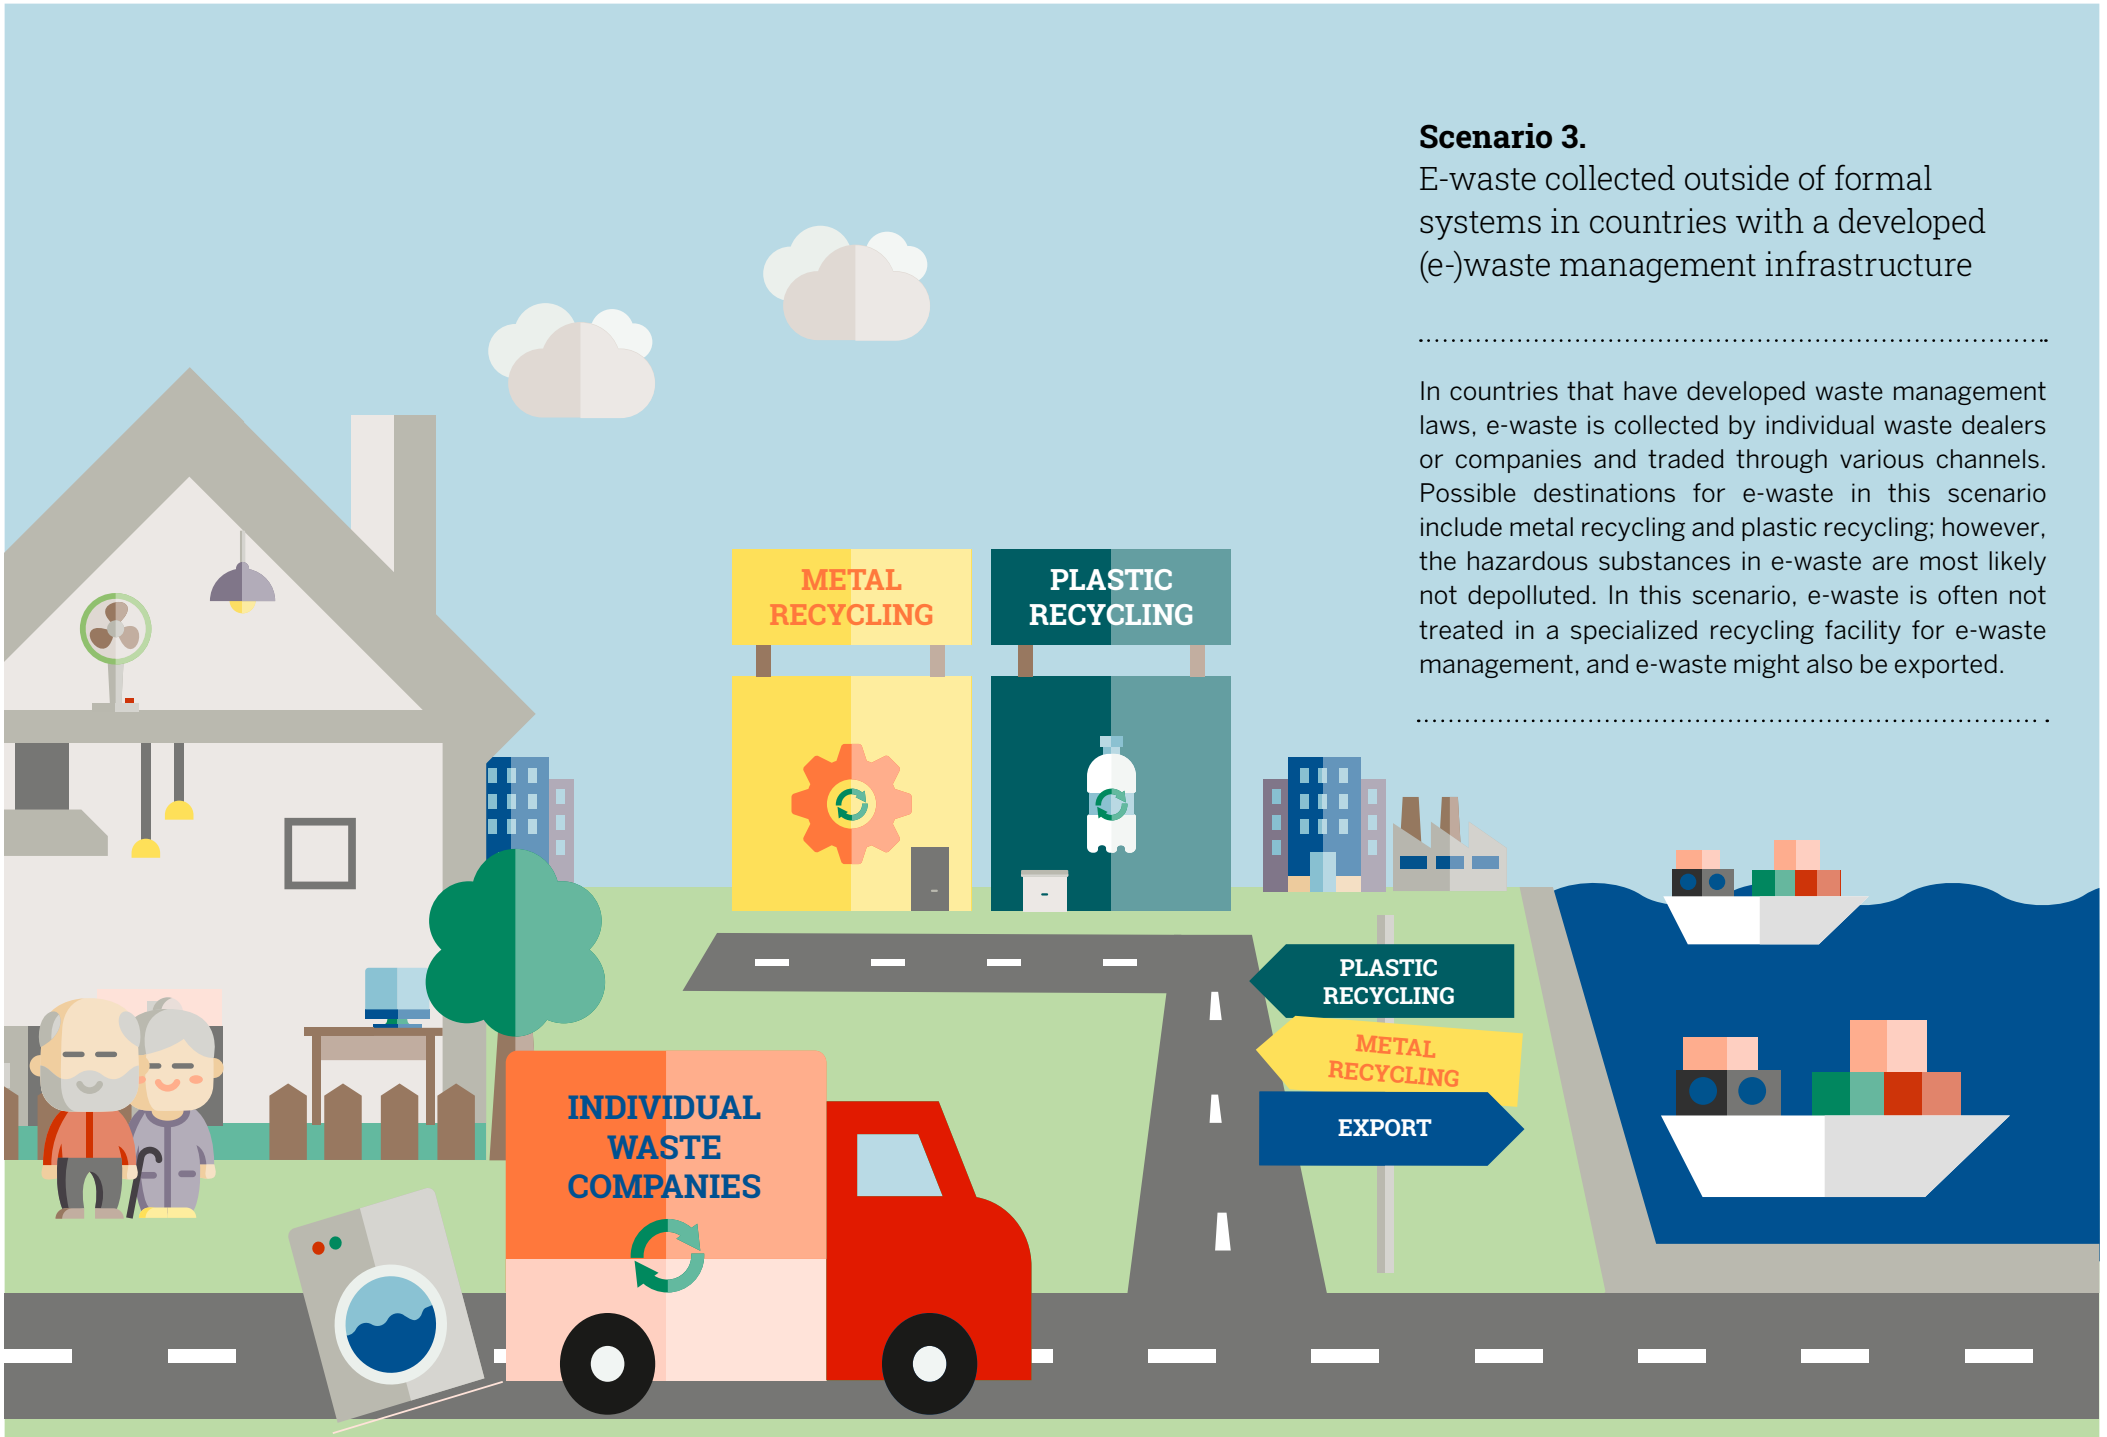 Scenario 3.
E-waste collected outside of formal
systems in countries with a developed
(e-)waste management infrastructure
In countries that have developed waste management
laws, e-waste is collected by individual waste dealers
or companies and traded through various channels.
Possible destinations for e-waste in this scenario
include metal recycling and plastic recycling; however,
the hazardous substances in e-waste are most likely
not depolluted. In this scenario, e-waste is often not
treated in a specialized recycling facility for e-waste
management, and e-waste might also be exported.
METAL
RECYCLING
PLASTIC
RECYCLING
PLASTIC
RECYCLING
METAL
RECYCLING
EXPORT
INDIVIDUAL
WASTE
COMPANIES